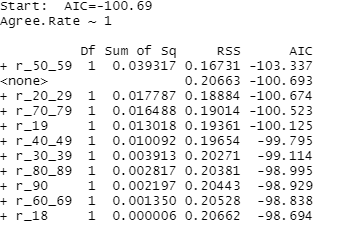 Start:  AIC=-100.69
Agree.Rate ~ 1

          Df Sum of Sq     RSS      AIC
+ r_50_59  1  0.039317 0.16731 -103.337
<none>                 0.20663 -100.693
+ r_20_29  1  0.017787 0.18884 -100.674
+ r_70_79  1  0.016488 0.19014 -100.523
+ r_19     1  0.013018 0.19361 -100.125
+ r_40_49  1  0.010092 0.19654  -99.795
+ r_30_39  1  0.003913 0.20271  -99.114
+ r_80_89  1  0.002817 0.20381  -98.995
+ r_90     1  0.002197 0.20443  -98.929
+ r_60_69  1  0.001350 0.20528  -98.838
+ r_18     1  0.000006 0.20662  -98.694